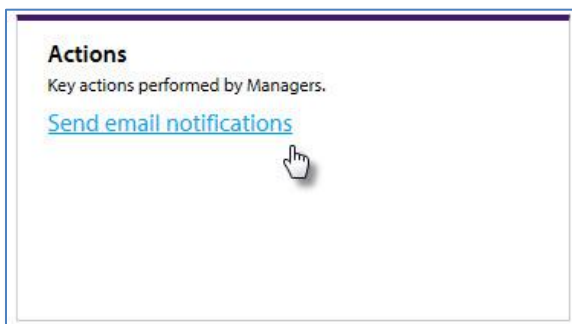 Actions
Key actions performed by Managers.
Send email notifications